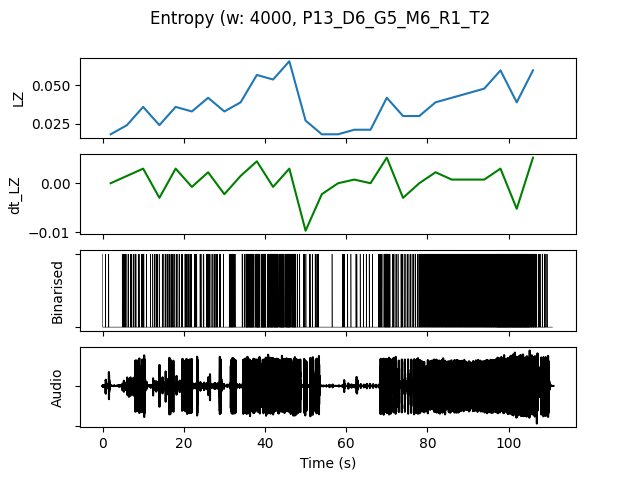 Entropy (w: 4000, P13_D6_G5_M6_R1_T2
LZ
0.050
0.025
dt_LZ
0.00
−0.01
Binarised
Audio
0 20 40 60 80 100
Time (s)